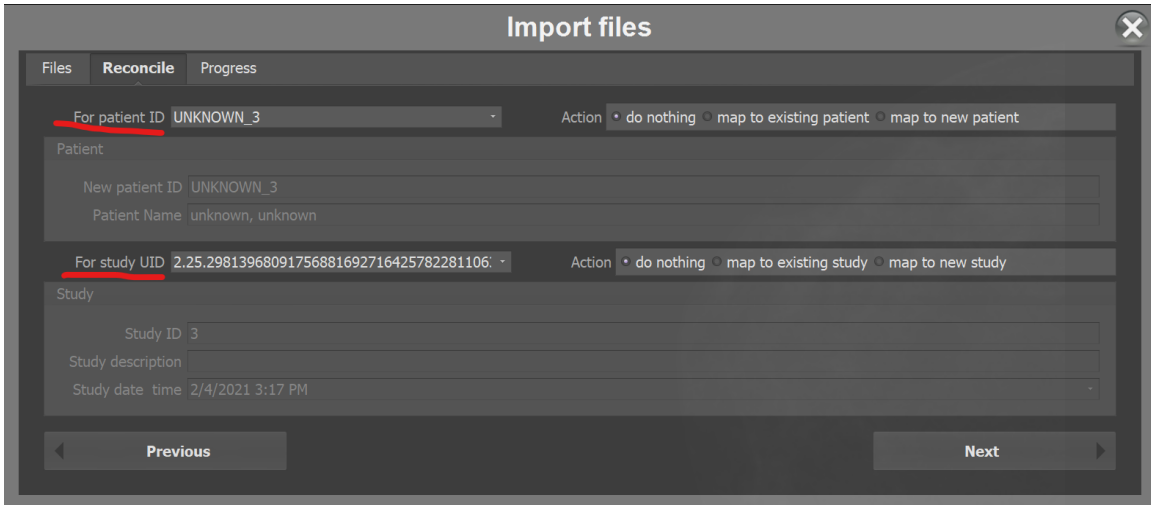 Import files
Files Reconcile Progress
For patient ID UNKNOWN_3 Action do nothing map to existing patient map to new patient
Patient
New patient ID UNKNOWN_3
Patient Name unknown, unknown
For study UID 2.25.29813968091756881692716425782281106: Action do nothing map to existing study map to new study
Study
Study ID 3
Study description
Study date time 2/4/2021 3:17 PM
Previous Next